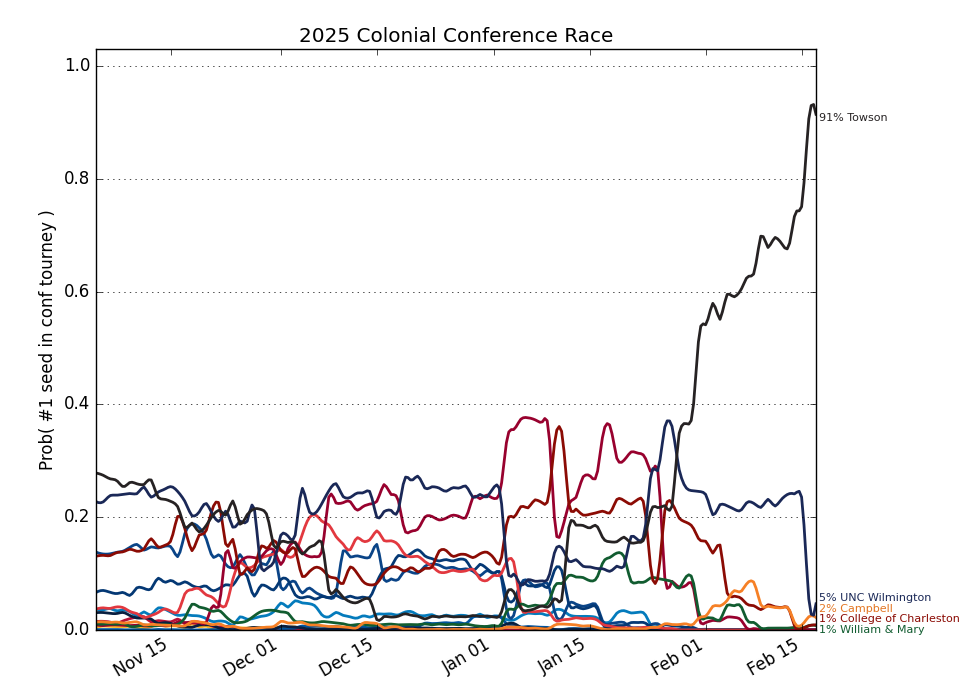 2025 Colonial Conference Race
Prob( #1 seed in conf tourney )
1.0
0.8
0.6
0.4
0.2
0.0
Nov 15
Dec 01
Dec 15
Jan 01
Jan 15
Feb 01
Feb 15
91% Towson
5% UNC Wilmington
2% Campbell
1% College of Charleston
1% William & Mary